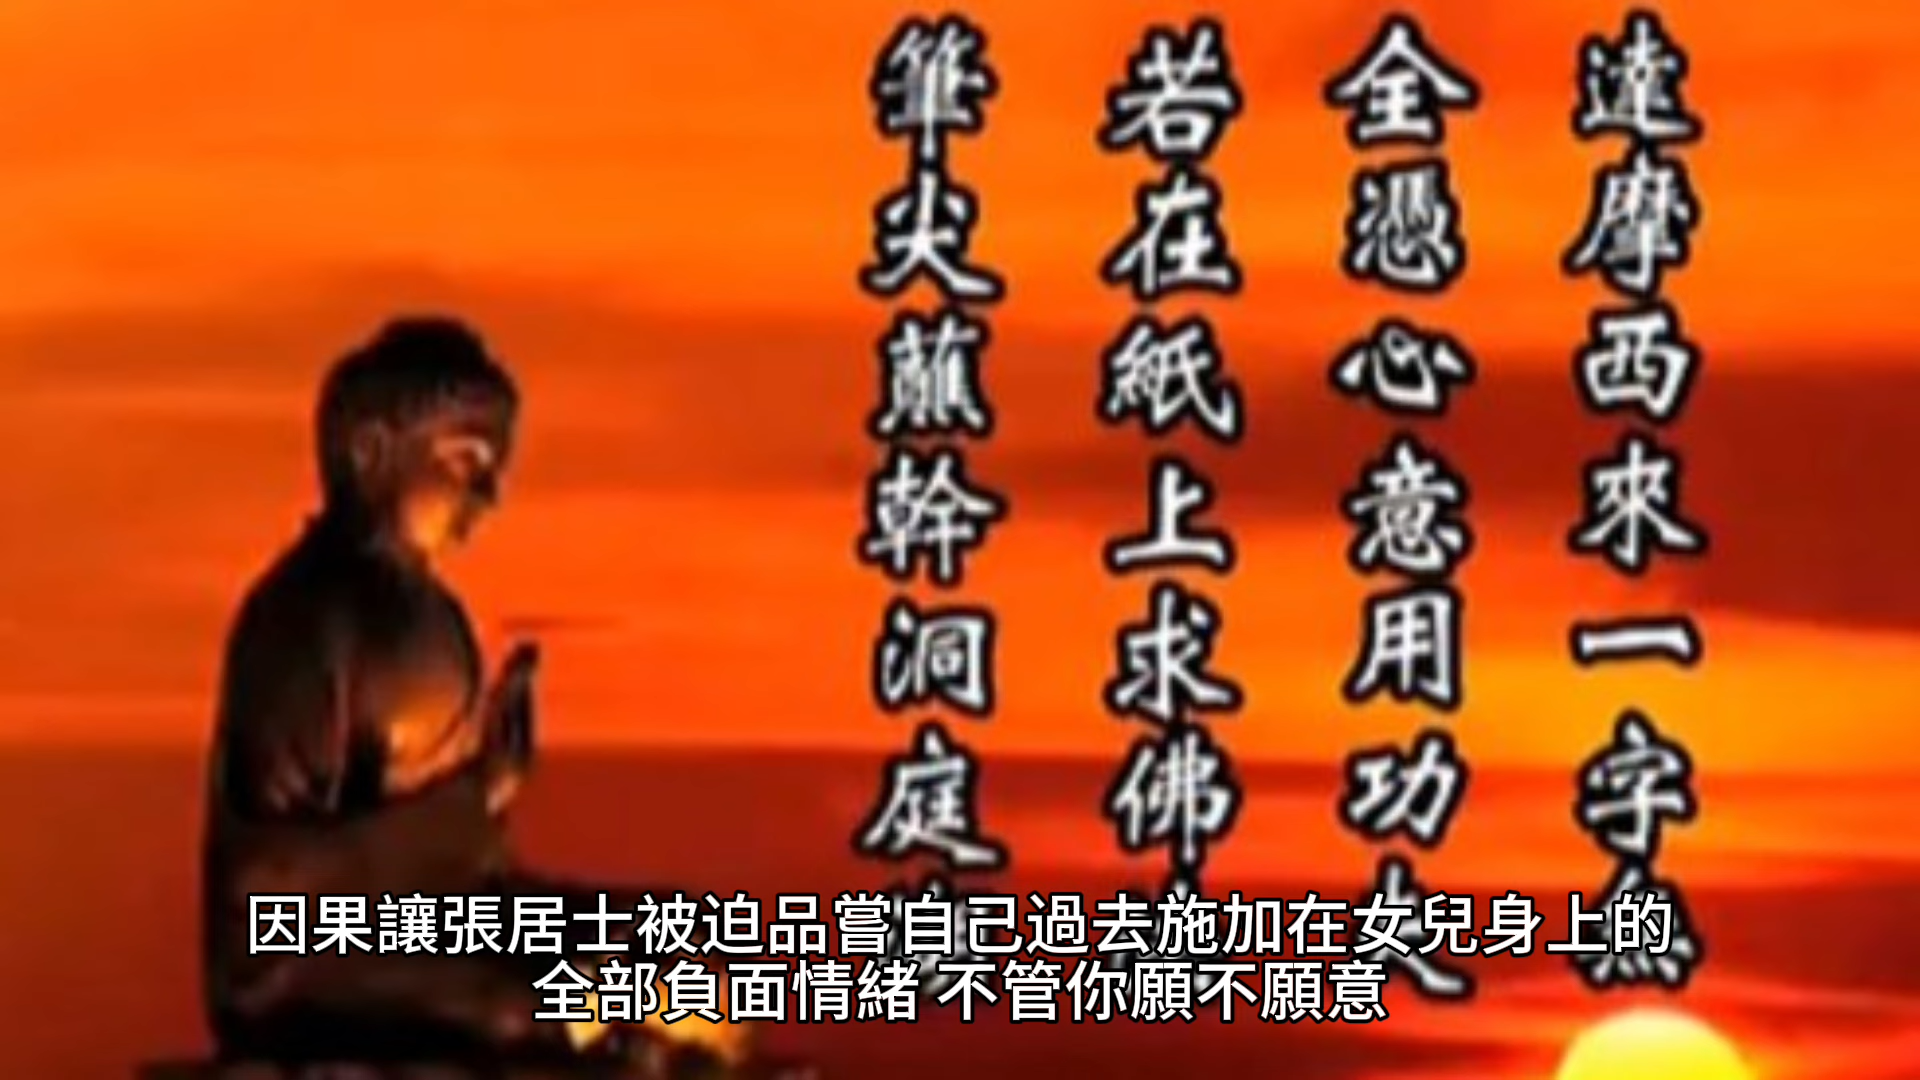 達摩西來一字無
全憑心意用功夫
若在紙上求佛
筆尖蘸幹洞庭
因果讓張居士被迫品嘗自己過去施加在女兒身上的
全部負面情緒 不管你願不願意